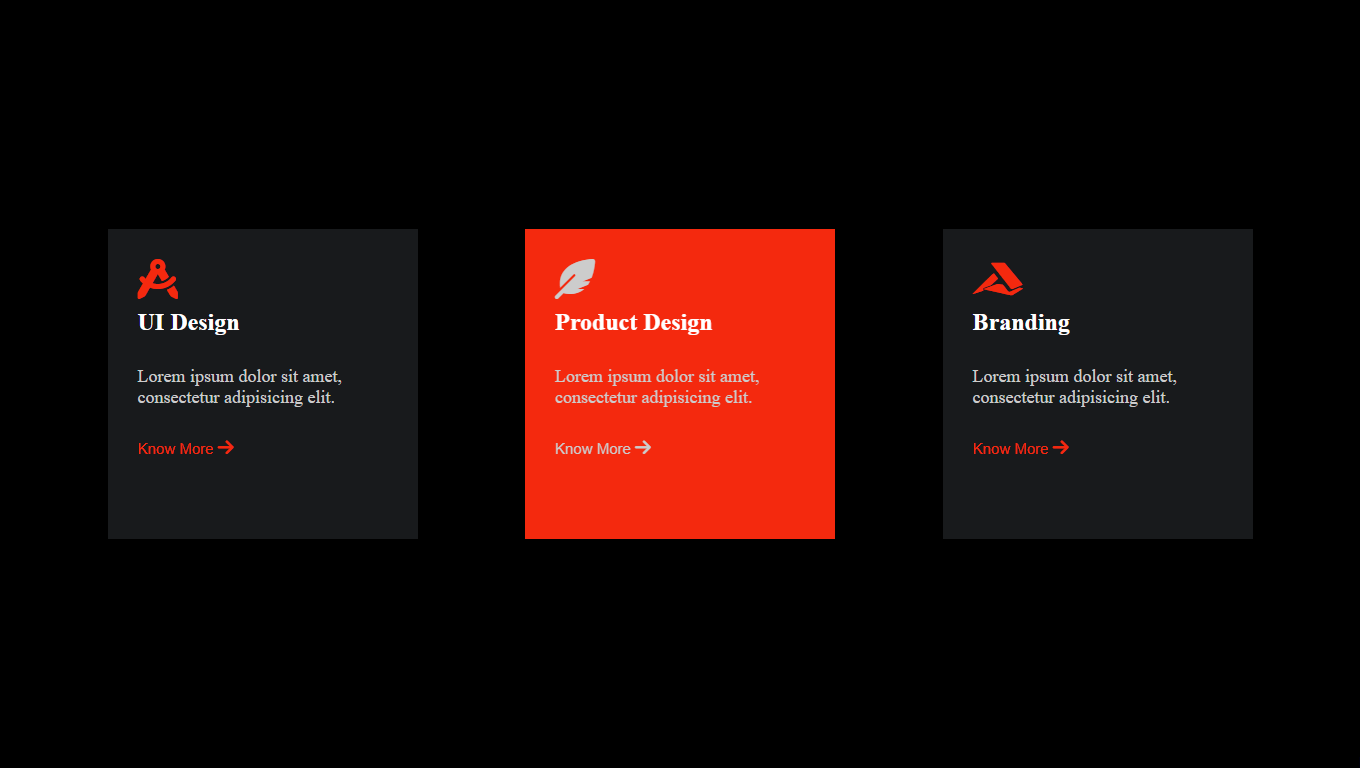 UI Design
Lorem ipsum dolor sit amet,
consectetur adipisicing elit.
Know More
Product Design
Lorem ipsum dolor sit amet,
consectetur adipisicing elit.
Know More
Branding
Lorem ipsum dolor sit amet,
consectetur adipisicing elit.
Know More